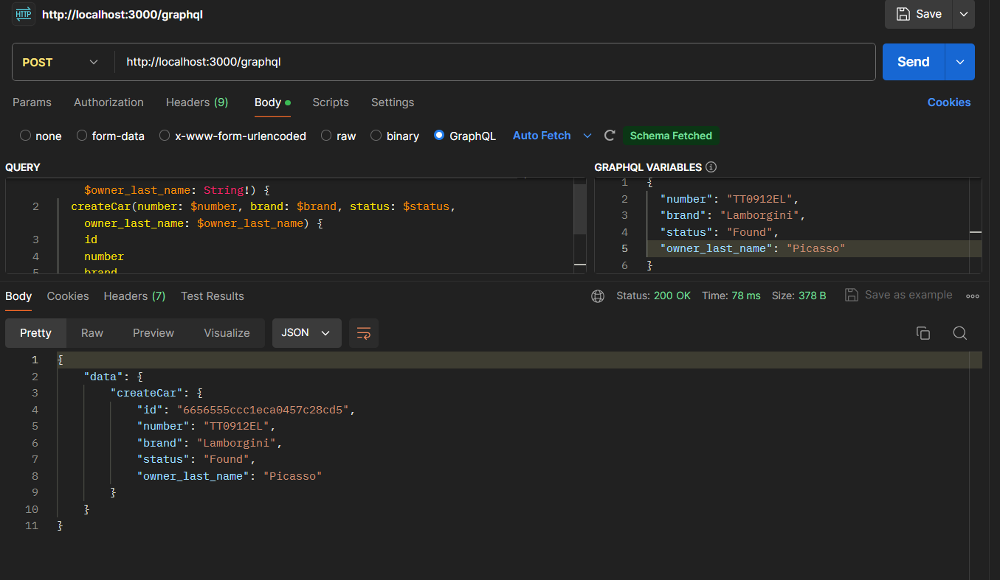 HTTP http://localhost:3000/graphql Save
POST http://localhost:3000/graphql Send
Params Authorization Headers (9) Body Scripts Settings Cookies
none form-data x-www-form-urlencoded raw binary GraphQL Auto Fetch Schema Fetched
QUERY
$owner_last_name: String!) {
2 createCar(number: $number, brand: $brand, status: $status,
owner_last_name: $owner_last_name) {
3 id
4 number
5 brand
GRAPHQL VARIABLES
1 {
2 "number": "TT0912EL",
3 "brand": "Lamborgini",
4 "status": "Found",
5 "owner_last_name": "Picasso"
6 }
Body Cookies Headers (7) Test Results Status: 200 OK Time: 78 ms Size: 378 B Save as example
Pretty Raw Preview Visualize JSON
1 {
2 "data": {
3 "createCar": {
4 "id": "6656555ccc1eca0457c28cd5",
5 "number": "TT0912EL",
6 "brand": "Lamborgini",
7 "status": "Found",
8 "owner_last_name": "Picasso"
9 }
10 }
11 }